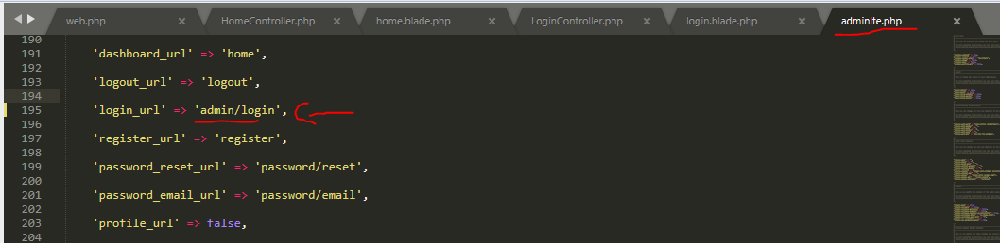 web.php × HomeController.php × home.blade.php × LoginController.php × login.blade.php × adminlte.php ×
190
191 'dashboard_url' => 'home',
192
193 'logout_url' => 'logout',
194
195 'login_url' => 'admin/login',
196
197 'register_url' => 'register',
198
199 'password_reset_url' => 'password/reset',
200
201 'password_email_url' => 'password/email',
202
203 'profile_url' => false,
204